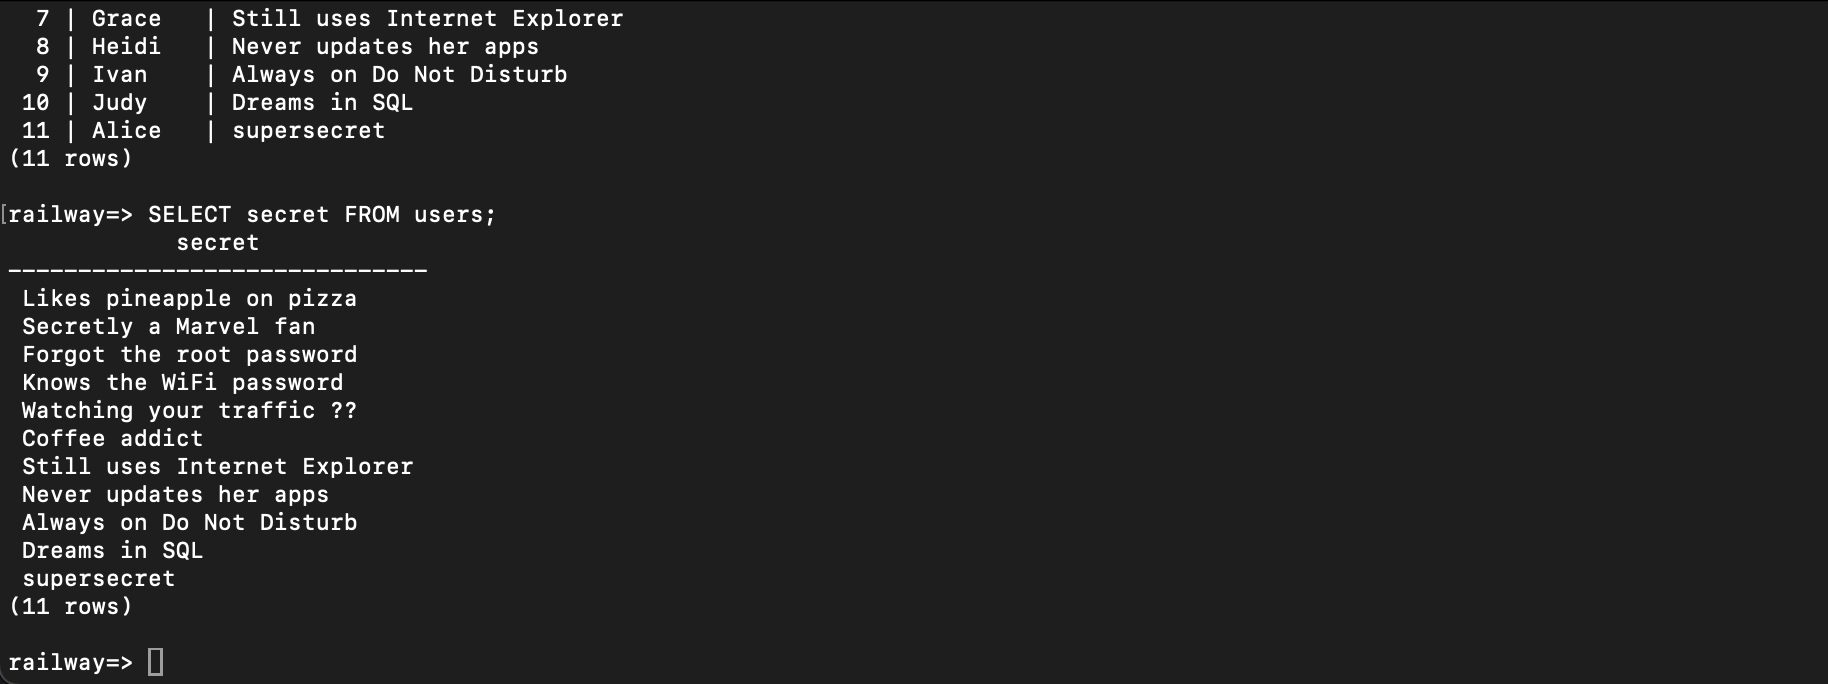 7 | Grace   | Still uses Internet Explorer
  8 | Heidi   | Never updates her apps
  9 | Ivan    | Always on Do Not Disturb
 10 | Judy    | Dreams in SQL
 11 | Alice   | supersecret
(11 rows)

[railway=> SELECT secret FROM users;
            secret
------------------------------
 Likes pineapple on pizza
 Secretly a Marvel fan
 Forgot the root password
 Knows the WiFi password
 Watching your traffic ??
 Coffee addict
 Still uses Internet Explorer
 Never updates her apps
 Always on Do Not Disturb
 Dreams in SQL
 supersecret
(11 rows)

railway=>